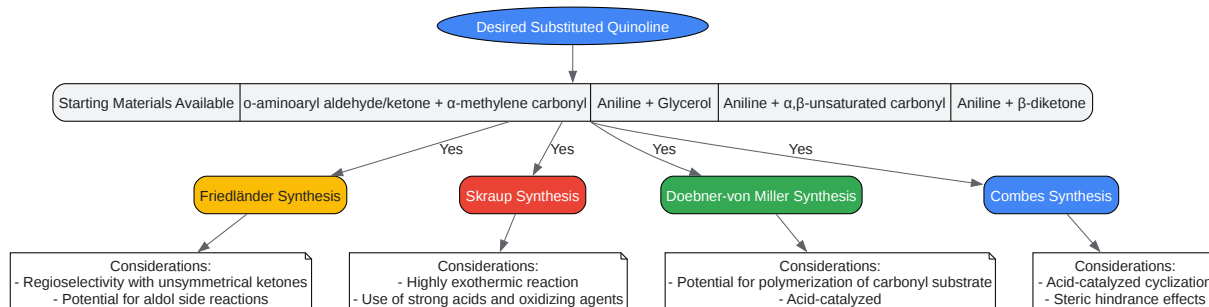 Desired Substituted Quinoline
Starting Materials Available
o-aminoaryl aldehyde/ketone + α-methylene carbonyl
Aniline + Glycerol
Aniline + α,β-unsaturated carbonyl
Aniline + β-diketone
Yes
Yes
Yes
Yes
Friedländer Synthesis
Skraup Synthesis
Doebner-von Miller Synthesis
Combes Synthesis
Considerations:
- Regioselectivity with unsymmetrical ketones
- Potential for aldol side reactions
Considerations:
- Highly exothermic reaction
- Use of strong acids and oxidizing agents
Considerations:
- Potential for polymerization of carbonyl substrate
- Acid-catalyzed
Considerations:
- Acid-catalyzed cyclization
- Steric hindrance effects